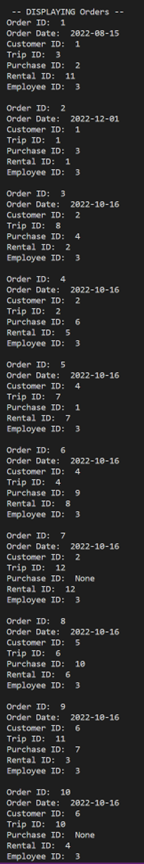 -- DISPLAYING Orders --
Order ID: 1
Order Date: 2022-08-15
Customer ID: 1
Trip ID: 3
Purchase ID: 2
Rental ID: 11
Employee ID: 3
Order ID: 2
Order Date: 2022-12-01
Customer ID: 1
Trip ID: 1
Purchase ID: 3
Rental ID: 1
Employee ID: 3
Order ID: 3
Order Date: 2022-10-16
Customer ID: 2
Trip ID: 8
Purchase ID: 4
Rental ID: 2
Employee ID: 3
Order ID: 4
Order Date: 2022-10-16
Customer ID: 2
Trip ID: 2
Purchase ID: 6
Rental ID: 5
Employee ID: 3
Order ID: 5
Order Date: 2022-10-16
Customer ID: 4
Trip ID: 7
Purchase ID: 1
Rental ID: 7
Employee ID: 3
Order ID: 6
Order Date: 2022-10-16
Customer ID: 4
Trip ID: 4
Purchase ID: 9
Rental ID: 8
Employee ID: 3
Order ID: 7
Order Date: 2022-10-16
Customer ID: 2
Trip ID: 12
Purchase ID: None
Rental ID: 12
Employee ID: 3
Order ID: 8
Order Date: 2022-10-16
Customer ID: 5
Trip ID: 6
Purchase ID: 10
Rental ID: 6
Employee ID: 3
Order ID: 9
Order Date: 2022-10-16
Customer ID: 6
Trip ID: 11
Purchase ID: 7
Rental ID: 3
Employee ID: 3
Order ID: 10
Order Date: 2022-10-16
Customer ID: 6
Trip ID: 10
Purchase ID: None
Rental ID: 4
Employee ID: 3